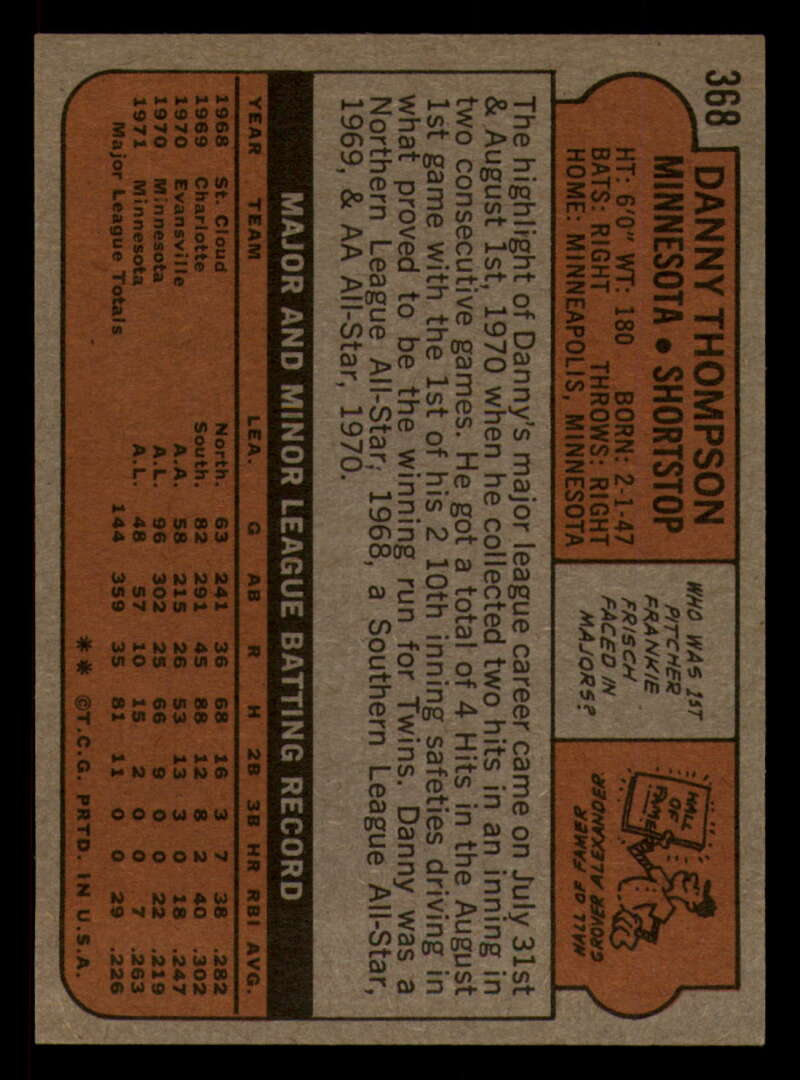 368
DANNY THOMPSON
MINNESOTA • SHORTSTOP
HT: 6'0" WT: 180 BORN: 2-1-47
BATS: RIGHT THROWS: RIGHT
HOME: MINNEAPOLIS, MINNESOTA
WHO WAS 1ST
PITCHER
FRANKIE
FRISCH
FACED IN
MAJORS?
HALL
OF
FAME
HALL OF FAMER
GROVER ALEXANDER
The highlight of Danny's major league career came on July 31st
& August 1st, 1970 when he collected two hits in an inning in
two consecutive games. He got a total of 4 Hits in the August
1st game with the 1st of his 2 10th inning safeties driving in
what proved to be the winning run for Twins. Danny was a
Northern League All-Star, 1968, a Southern League All-Star,
1969, & AA All-Star, 1970.
MAJOR AND MINOR LEAGUE BATTING RECORD
YEAR TEAM LEA. G AB R H 2B 3B HR RBI AVG.
1968 St. Cloud North. 63 241 36 68 16 3 7 38 .282
1969 Charlotte South. 82 291 45 88 12 8 2 40 .302
1970 Evansville A.A. 58 215 26 53 13 3 0 18 .247
1970 Minnesota A.L. 96 302 25 66 9 0 0 22 .219
1971 Minnesota A.L. 48 57 10 15 2 0 0 7 .263
Major League Totals 144 359 35 81 11 0 0 29 .226
** ©T.C.G. PRTD. IN U.S.A.